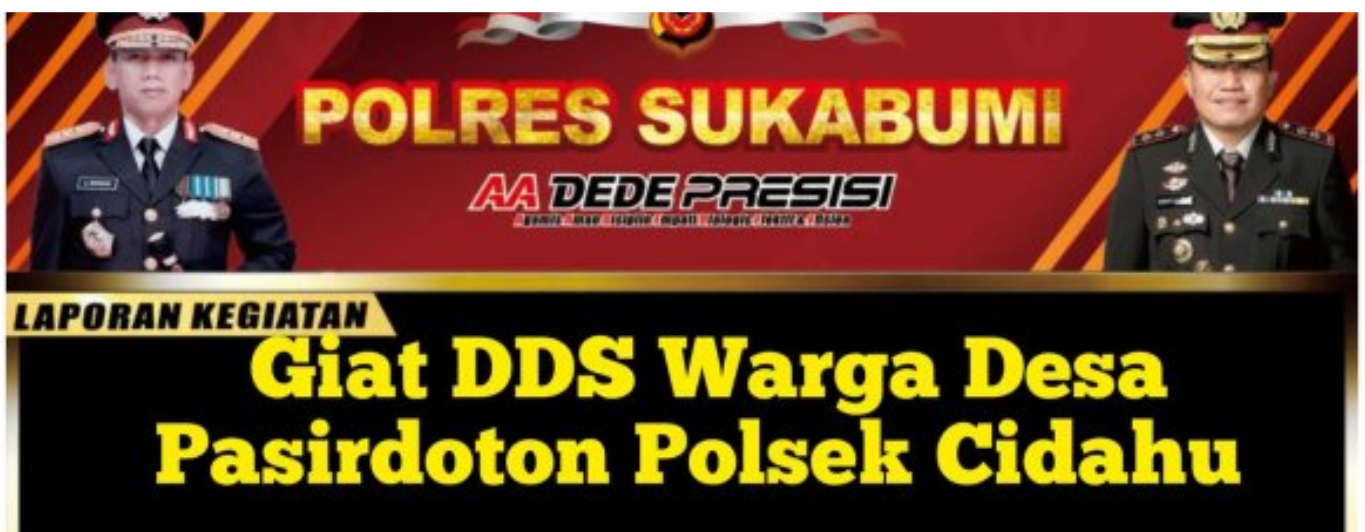 POLRES SUKABUMI
AA DEDE PRESISI
LAPORAN KEGIATAN
Giat DDS Warga Desa
Pasirdoton Polsek Cidahu